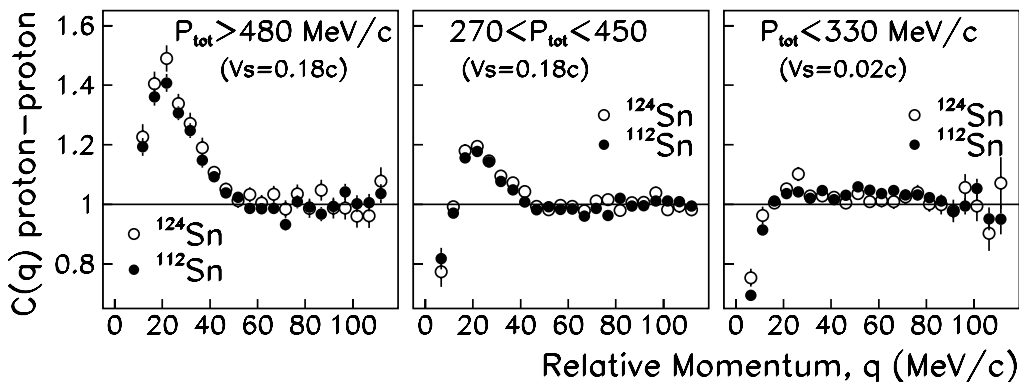 C(q) proton-proton
1.6
1.4
1.2
1
0.8
P_tot>480 MeV/c
(Vs=0.18c)
124Sn
112Sn
0 20 40 60 80 100
270<P_tot<450
(Vs=0.18c)
124Sn
112Sn
0 20 40 60 80 100
P_tot<330 MeV/c
(Vs=0.02c)
124Sn
112Sn
0 20 40 60 80 100
Relative Momentum, q (MeV/c)